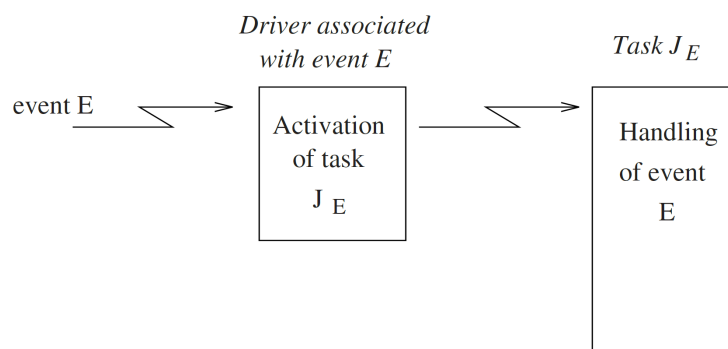 Driver associated
with event E
Task J E
event E
Activation
of task
J E
Handling
of event
E